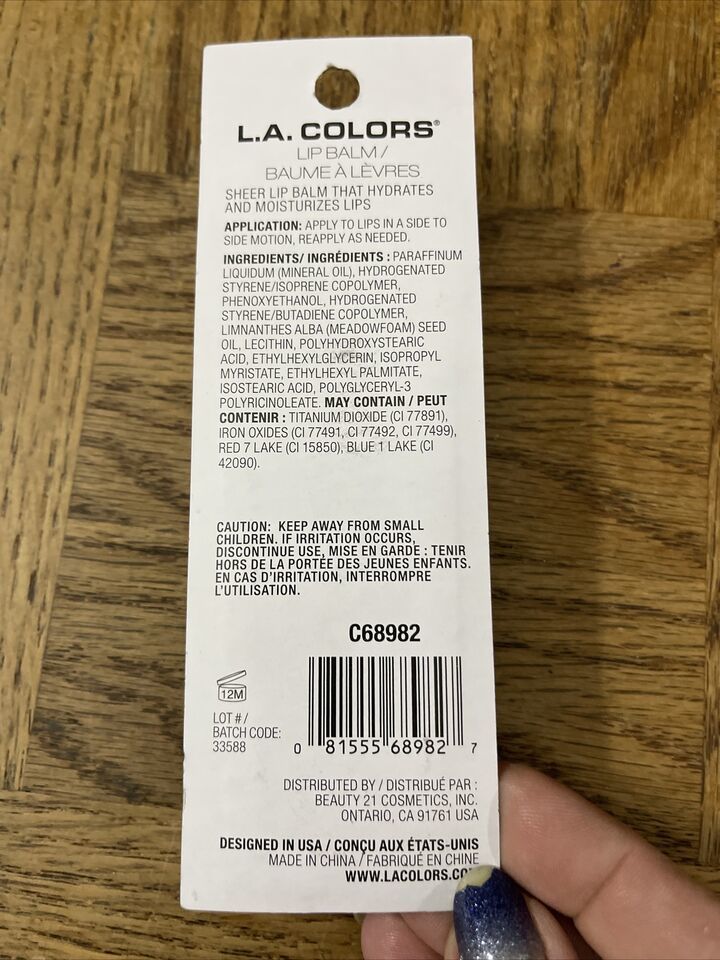 L.A. COLORS®
LIP BALM /
BAUME À LÈVRES
SHEER LIP BALM THAT HYDRATES
AND MOISTURIZES LIPS
APPLICATION: APPLY TO LIPS IN A SIDE TO
SIDE MOTION, REAPPLY AS NEEDED.
INGREDIENTS/ INGRÉDIENTS : PARAFFINUM
LIQUIDUM (MINERAL OIL), HYDROGENATED
STYRENE/ISOPRENE COPOLYMER,
PHENOXYETHANOL, HYDROGENATED
STYRENE/BUTADIENE COPOLYMER,
LIMNANTHES ALBA (MEADOWFOAM) SEED
OIL, LECITHIN, POLYHYDROXYSTEARIC
ACID, ETHYLHEXYLGLYCERIN, ISOPROPYL
MYRISTATE, ETHYLHEXYL PALMITATE,
ISOSTEARIC ACID, POLYGLYCERYL-3
POLYRICINOLEATE. MAY CONTAIN / PEUT
CONTENIR : TITANIUM DIOXIDE (CI 77891),
IRON OXIDES (CI 77491, CI 77492, CI 77499),
RED 7 LAKE (CI 15850), BLUE 1 LAKE (CI
42090).
CAUTION: KEEP AWAY FROM SMALL
CHILDREN. IF IRRITATION OCCURS,
DISCONTINUE USE, MISE EN GARDE : TENIR
HORS DE LA PORTÉE DES JEUNES ENFANTS.
EN CAS D'IRRITATION, INTERROMPRE
L'UTILISATION.
C68982
12M
LOT # /
BATCH CODE:
33588
0 81555 68982 7
DISTRIBUTED BY / DISTRIBUÉ PAR :
BEAUTY 21 COSMETICS, INC.
ONTARIO, CA 91761 USA
DESIGNED IN USA / CONÇU AUX ÉTATS-UNIS
MADE IN CHINA / FABRIQUÉ EN CHINE
WWW.LACOLORS.CO